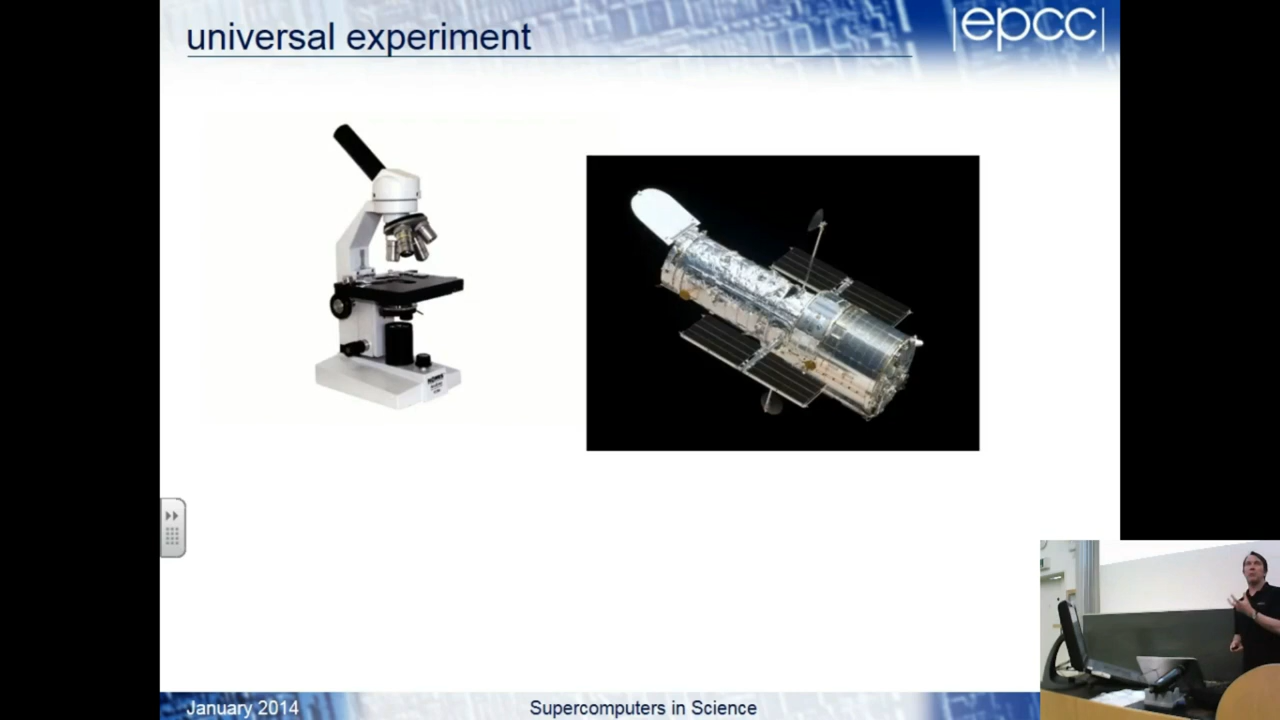 universal experiment
|epcc|
January 2014
Supercomputers in Science